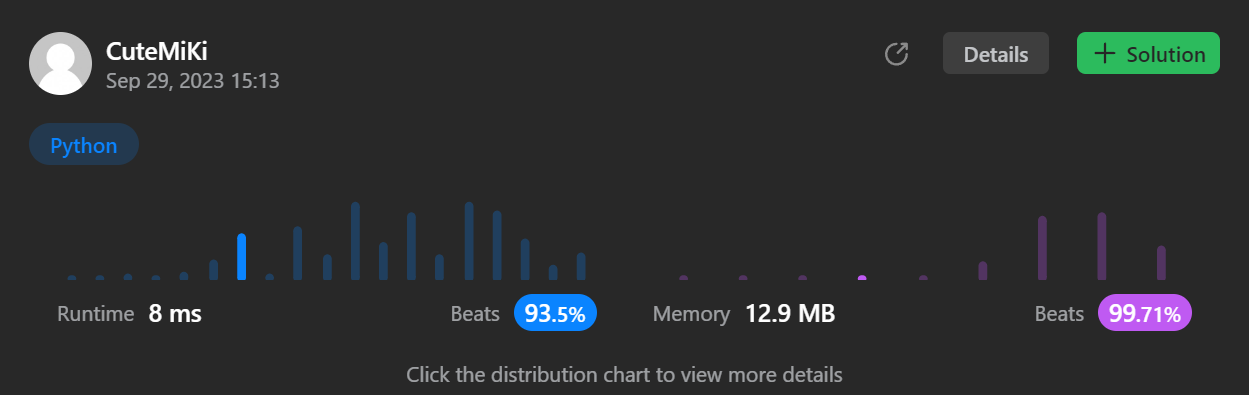 CuteMiKi
Sep 29, 2023 15:13
Details
Solution
Python
Runtime 8 ms Beats 93.5% Memory 12.9 MB Beats 99.71%
Click the distribution chart to view more details